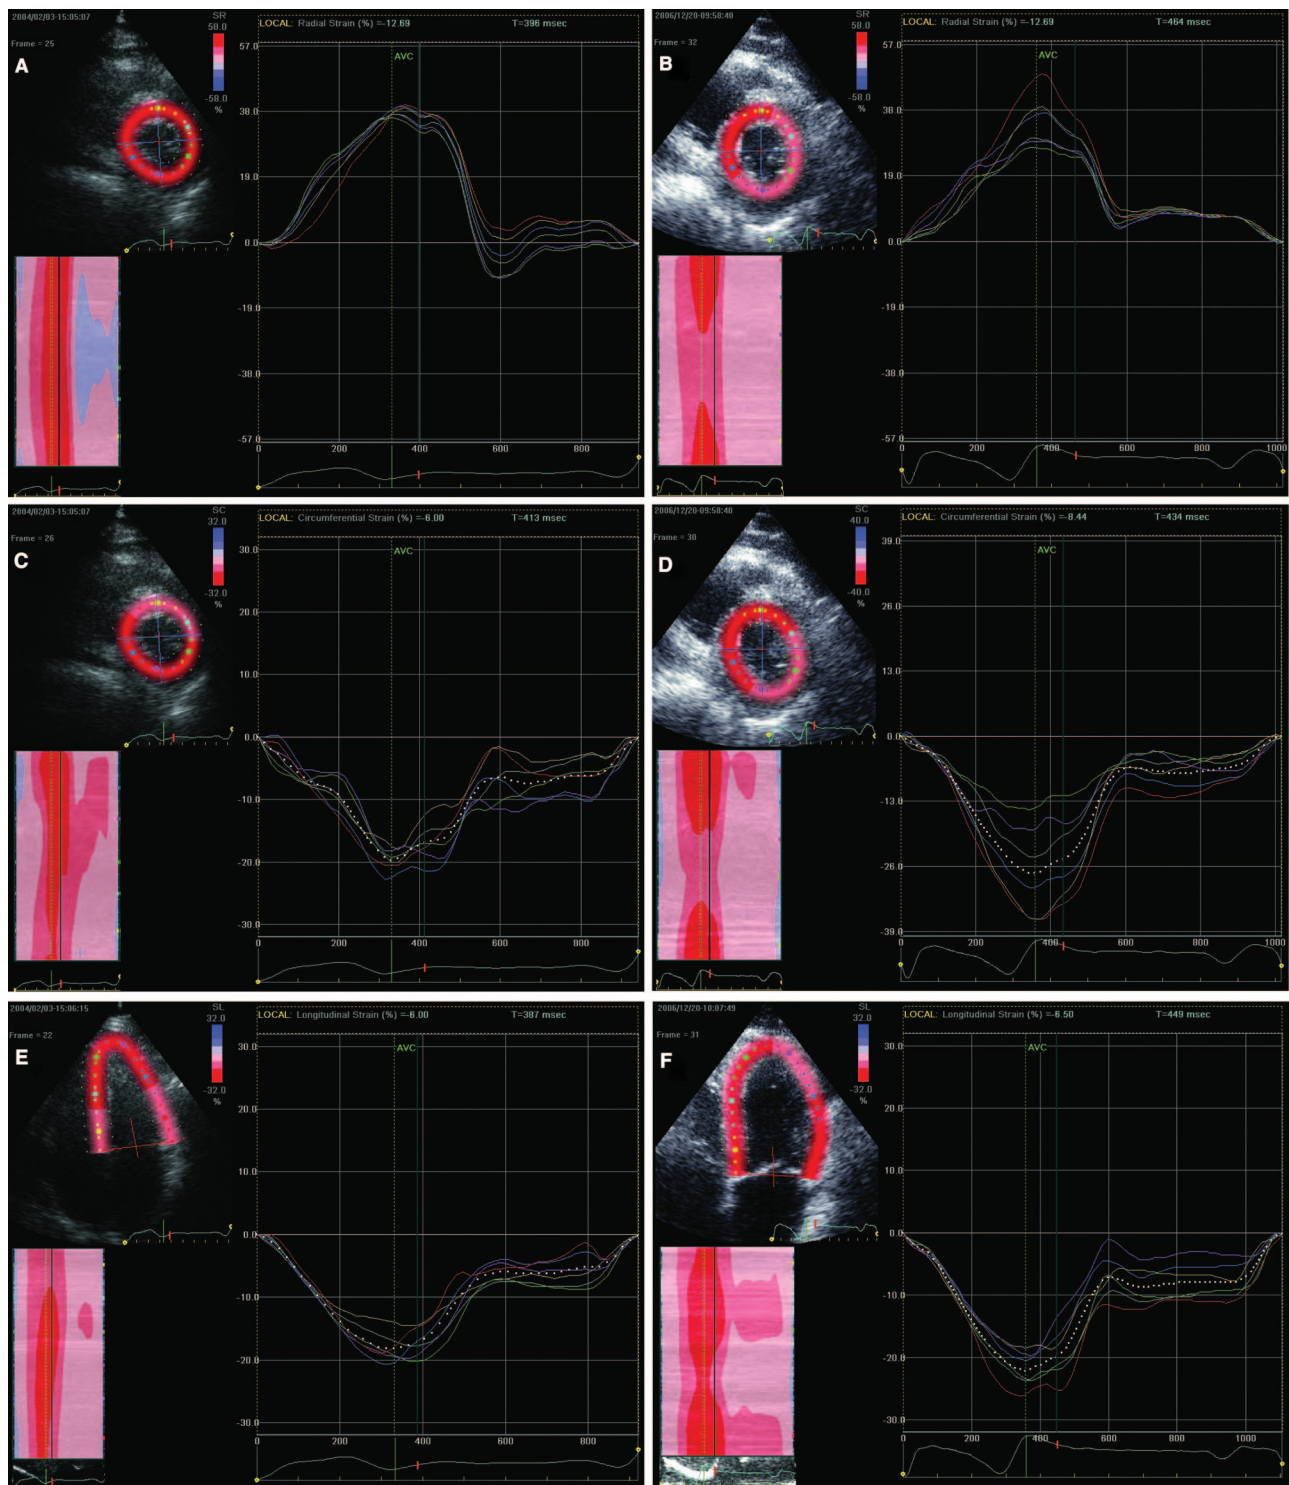 2004/02/03-15:05:07
SR
58.0
Frame = 25
A
-58.0
%
LOCAL: Radial Strain (%) =-12.69 T=396 msec
57.0
AVC
38.0
19.0
0.0
-19.0
-38.0
-57.0
0 200 400 600 800
2006/12/20-09:58:40
SR
58.0
Frame = 32
B
-58.0
%
LOCAL: Radial Strain (%) =-12.69 T=464 msec
57.0
AVC
38.0
19.0
0.0
-19.0
-38.0
-57.0
0 200 400 600 800 1000
2004/02/03-15:05:07
SC
32.0
Frame = 26
C
-32.0
%
LOCAL: Circumferential Strain (%) =-6.00 T=413 msec
30.0
AVC
20.0
10.0
0.0
-10.0
-20.0
-30.0
0 200 400 600 800
2006/12/20-09:58:40
SC
40.0
Frame = 30
D
-40.0
%
LOCAL: Circumferential Strain (%) =-8.44 T=434 msec
39.0
AVC
26.0
13.0
0.0
-13.0
-26.0
-39.0
0 200 400 600 800 1000
2004/02/03-15:06:15
SL
32.0
Frame = 22
E
-32.0
%
LOCAL: Longitudinal Strain (%) =-6.00 T=387 msec
30.0
AVC
20.0
10.0
0.0
-10.0
-20.0
-30.0
0 200 400 600 800
2006/12/20-10:07:49
SL
32.0
Frame = 31
F
-32.0
%
LOCAL: Longitudinal Strain (%) =-6.50 T=449 msec
30.0
AVC
20.0
10.0
0.0
-10.0
-20.0
-30.0
0 200 400 600 800 1000